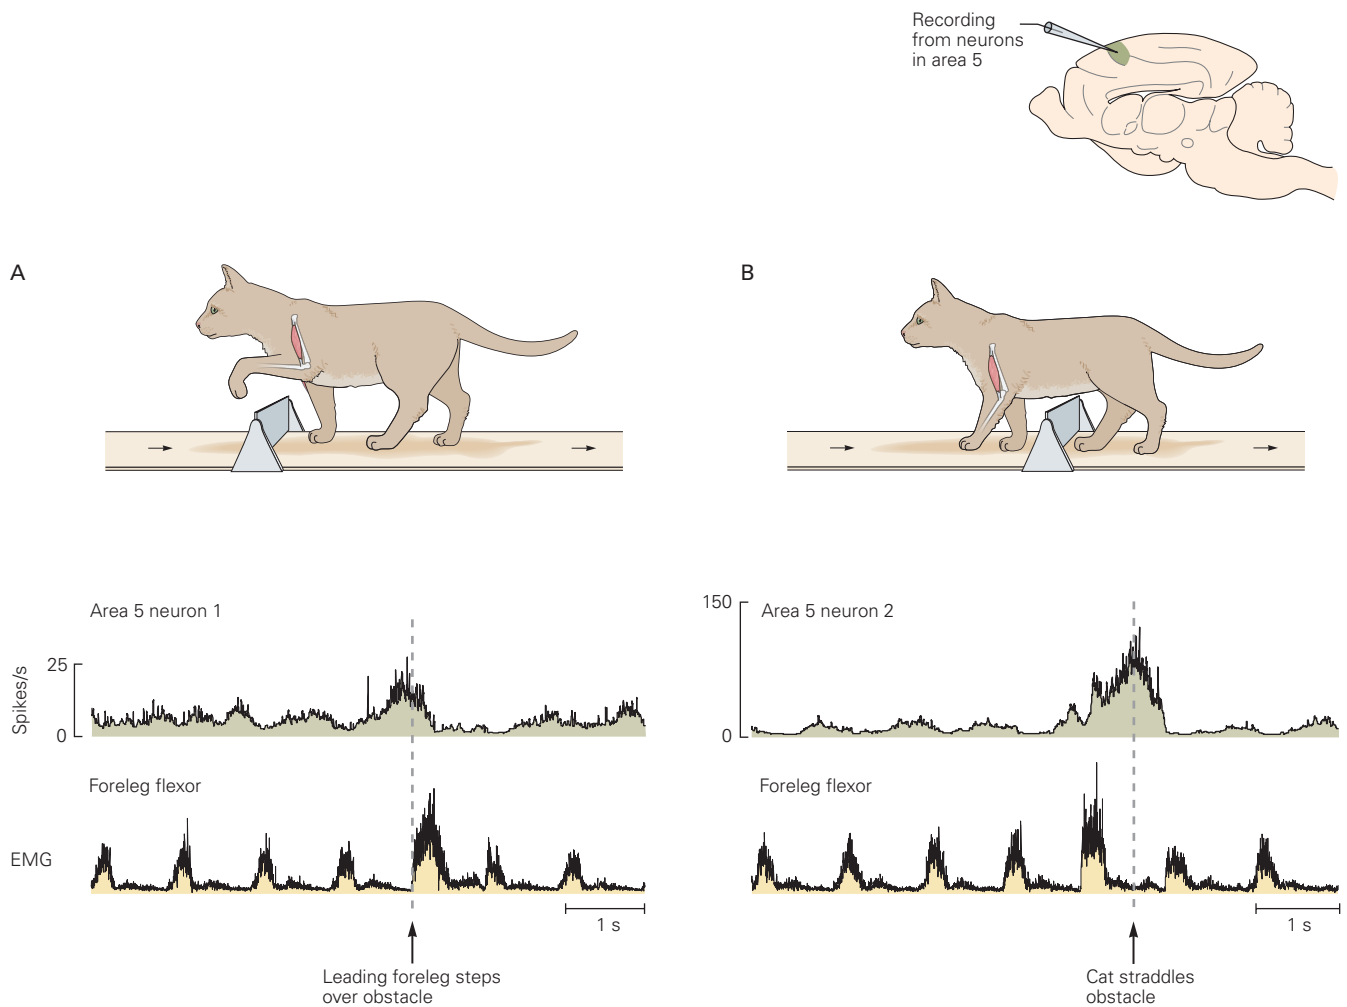 Recording
from neurons
in area 5
A
B
Area 5 neuron 1
25
Spikes/s
0
Foreleg flexor
EMG
1 s
Leading foreleg steps
over obstacle
150
Area 5 neuron 2
0
Foreleg flexor
1 s
Cat straddles
obstacle